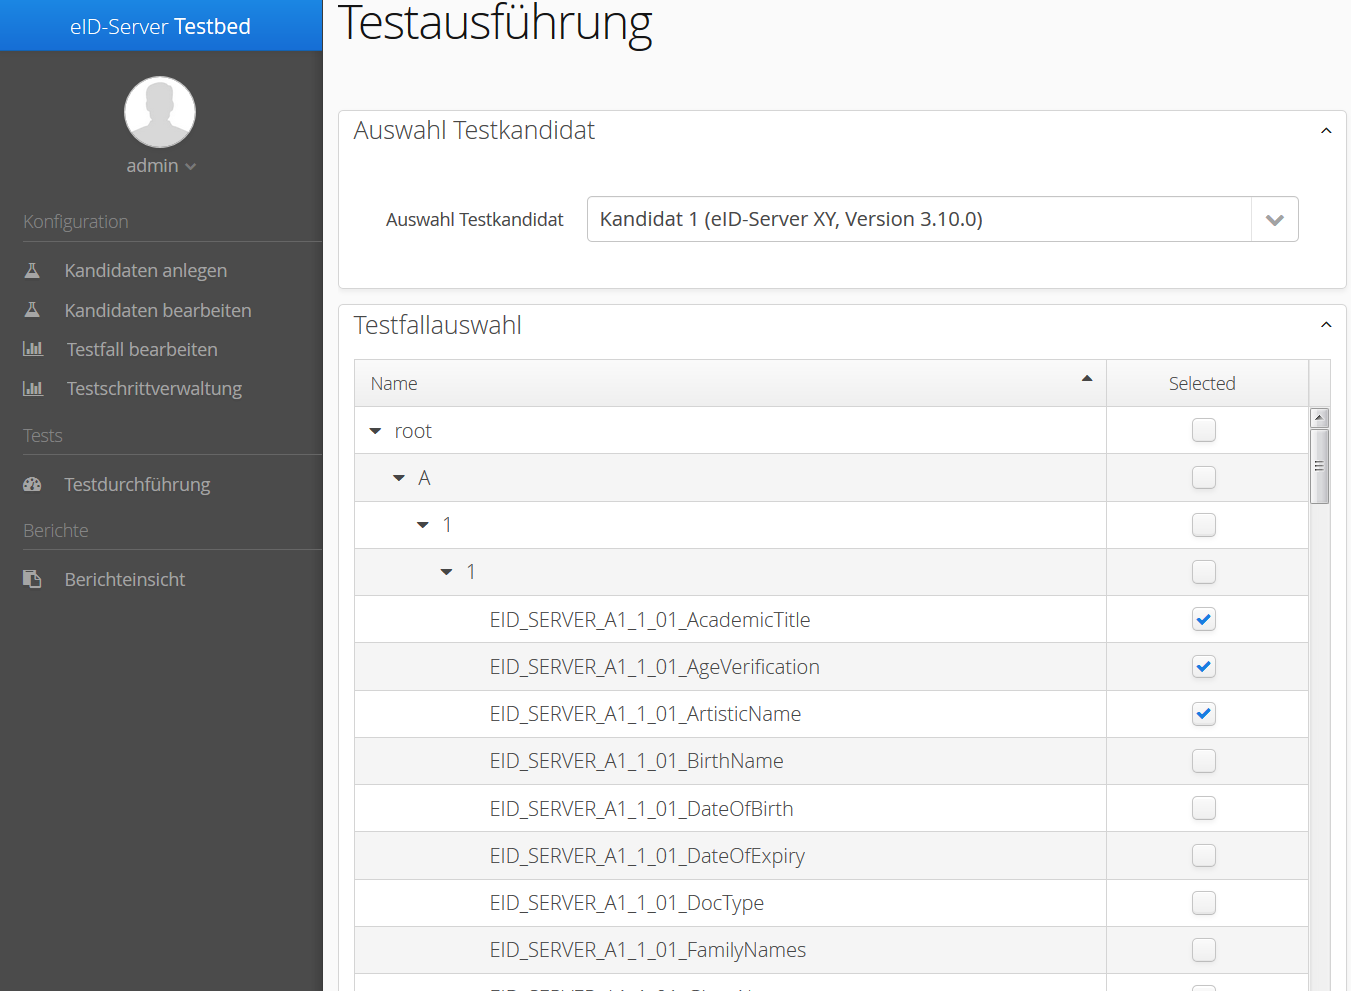 eID-Server Testbed
admin
Konfiguration
Kandidaten anlegen
Kandidaten bearbeiten
Testfall bearbeiten
Testschrittverwaltung
Tests
Testdurchführung
Berichte
Berichteinsicht
Testausführung
Auswahl Testkandidat
Auswahl Testkandidat Kandidat 1 (eID-Server XY, Version 3.10.0)
Testfallauswahl
Name Selected
root
A
1
1
EID_SERVER_A1_1_01_AcademicTitle
EID_SERVER_A1_1_01_AgeVerification
EID_SERVER_A1_1_01_ArtisticName
EID_SERVER_A1_1_01_BirthName
EID_SERVER_A1_1_01_DateOfBirth
EID_SERVER_A1_1_01_DateOfExpiry
EID_SERVER_A1_1_01_DocType
EID_SERVER_A1_1_01_FamilyNames